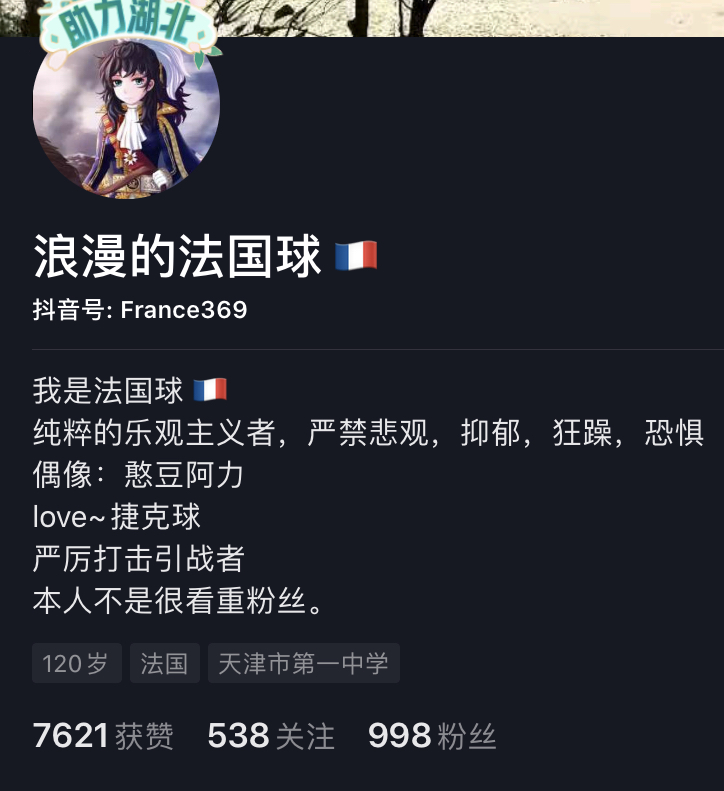 助力湖北
浪漫的法国球 🇫🇷
抖音号: France369
我是法国球 🇫🇷
纯粹的乐观主义者，严禁悲观，抑郁，狂躁，恐惧
偶像：憨豆阿力
love~捷克球
严厉打击引战者
本人不是很看重粉丝。
120岁 法国 天津市第一中学
7621获赞 538关注 998粉丝